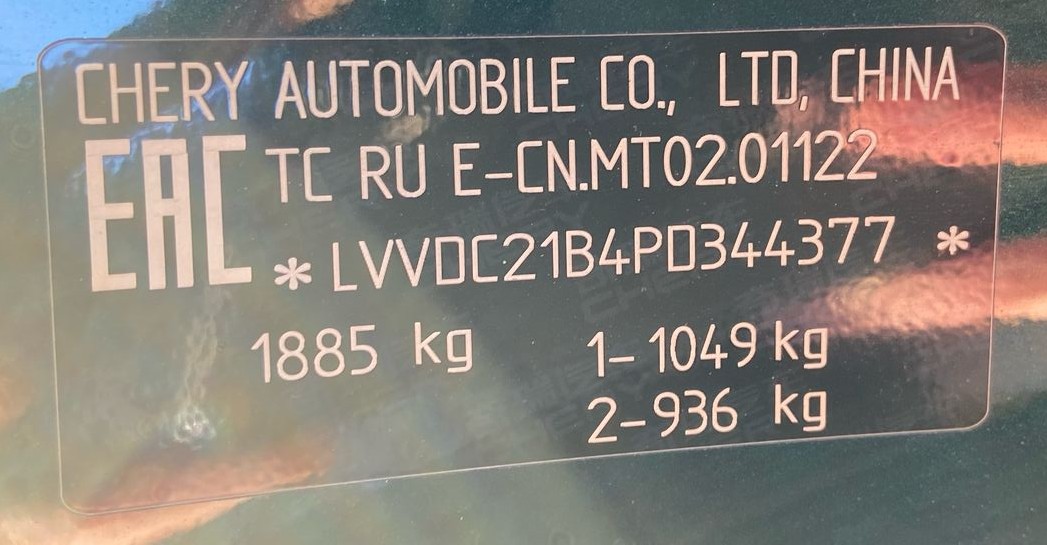 CHERY AUTOMOBILE CO., LTD, CHINA
EAC TC RU E-CN.MT02.01122
*LVVDC21B4PD344377 *
1885 kg 1-1049 kg
2-936 kg